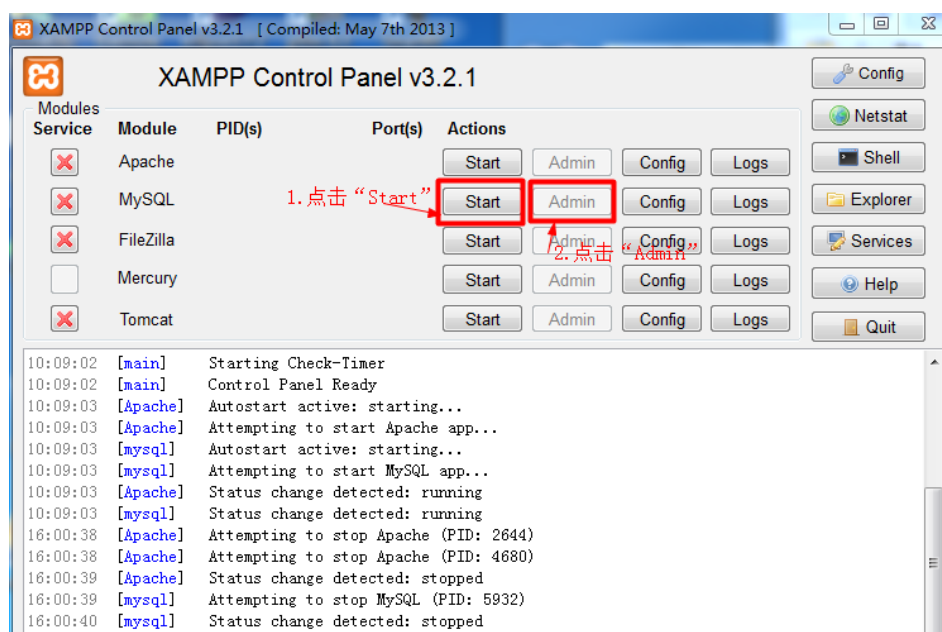 XAMPP Control Panel v3.2.1 [ Compiled: May 7th 2013 ]
XAMPP Control Panel v3.2.1
Config
Modules
Service Module PID(s) Port(s) Actions
Netstat
Apache Start Admin Config Logs
Shell
MySQL 1.点击“Start” Start Admin Config Logs
Explorer
FileZilla Start Admin Config Logs
Services
2.点击“Admin”
Mercury Start Admin Config Logs
Help
Tomcat Start Admin Config Logs
Quit
10:09:02 [main] Starting Check-Timer
10:09:02 [main] Control Panel Ready
10:09:03 [Apache] Autostart active: starting...
10:09:03 [Apache] Attempting to start Apache app...
10:09:03 [mysql] Autostart active: starting...
10:09:03 [mysql] Attempting to start MySQL app...
10:09:03 [Apache] Status change detected: running
10:09:03 [mysql] Status change detected: running
16:00:38 [Apache] Attempting to stop Apache (PID: 2644)
16:00:38 [Apache] Attempting to stop Apache (PID: 4680)
16:00:39 [Apache] Status change detected: stopped
16:00:39 [mysql] Attempting to stop MySQL (PID: 5932)
16:00:40 [mysql] Status change detected: stopped